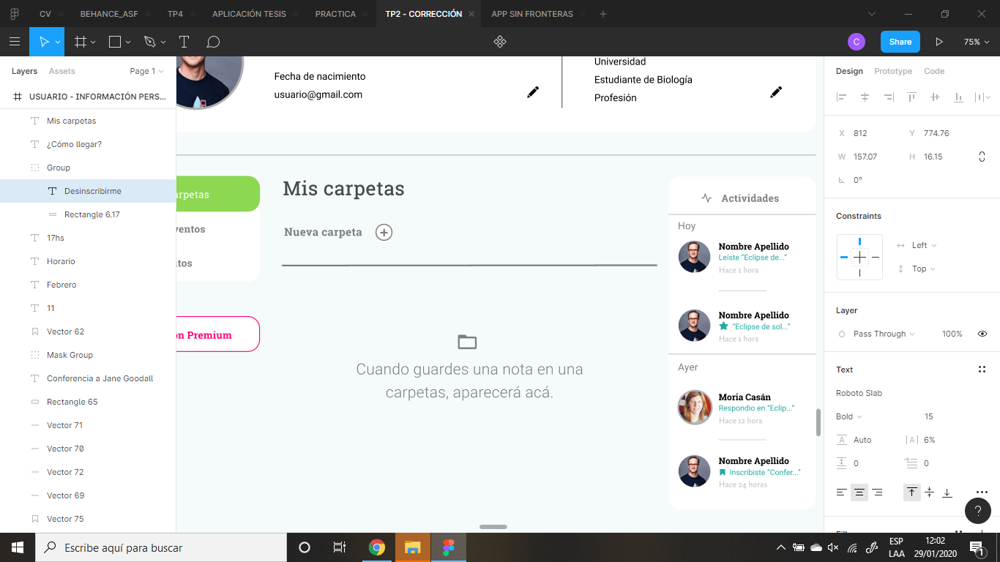 CV
BEHANCE_ASF
TP4
APLICACIÓN TESIS
PRACTICA
TP2 - CORRECCIÓN
APP SIN FRONTERAS
C
Share
75%
Layers
Assets
Page 1
USUARIO - INFORMACIÓN PERS...
Mis carpetas
¿Cómo llegar?
Group
Desinscribirme
Rectangle 6.17
17hs
Horario
Febrero
11
Vector 62
Mask Group
Conferencia a Jane Goodall
Rectangle 65
Vector 71
Vector 70
Vector 72
Vector 69
Vector 75
Fecha de nacimiento
usuario@gmail.com
Universidad
Estudiante de Biología
Profesión
arpetas
ventos
tos
on Premium
Mis carpetas
Nueva carpeta
Cuando guardes una nota en una
carpetas, aparecerá acá.
Actividades
Hoy
Nombre Apellido
Leíste “Eclipse de...”
Hace 1 hora
Nombre Apellido
“Eclipse de sol...”
Hace 1 hora
Ayer
Moria Casán
Respondio en “Eclip...”
Hace 12 hora
Nombre Apellido
Inscribiste “Confer...”
Hace 24 horas
Design
Prototype
Code
X 812
Y 774.76
W 157.07
H 16.15
0°
Constraints
Left
Top
Layer
Pass Through
100%
Text
Roboto Slab
Bold
15
Auto
6%
0
0
?
Escribe aquí para buscar
ESP
LAA
12:02
29/01/2020
1